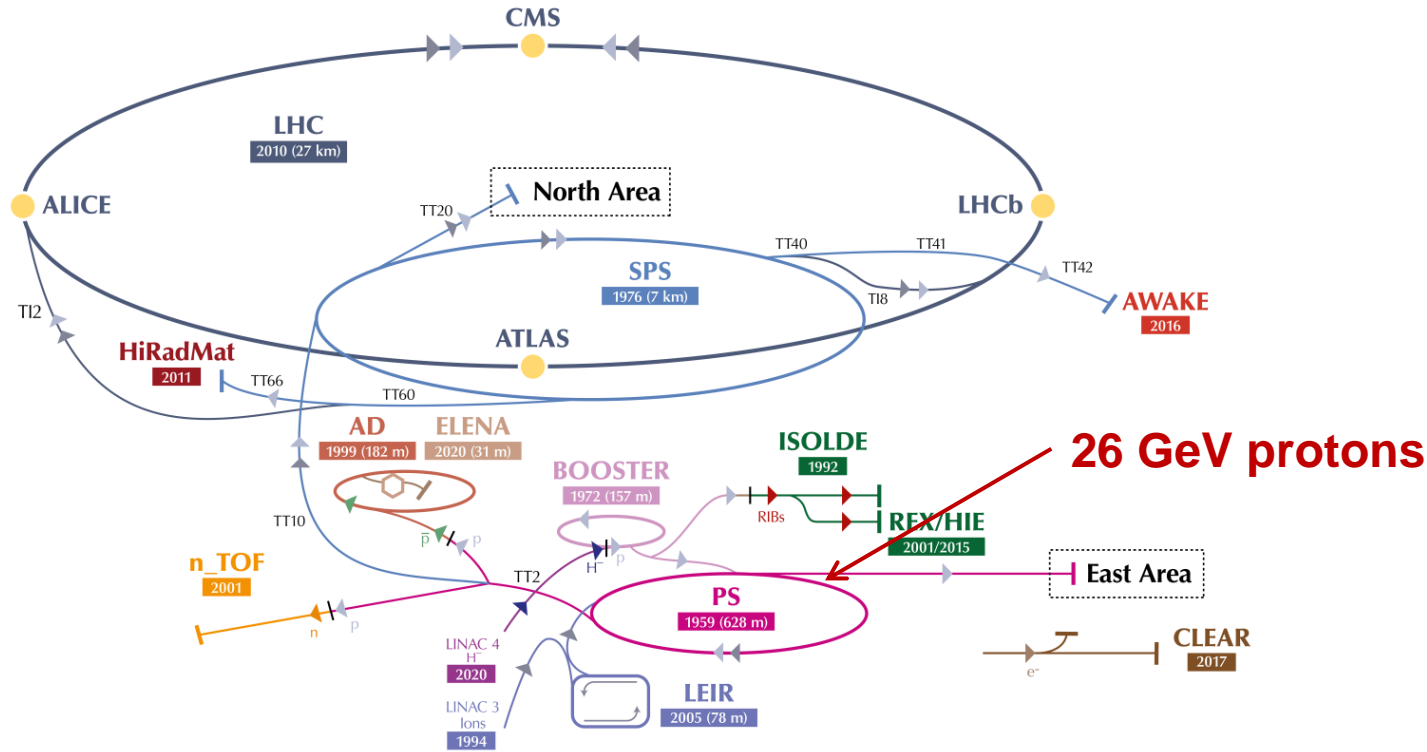 CMS
LHC
2010 (27 km)
North Area
ALICE
LHCb
TT20
TT40
TT41
SPS
1976 (7 km)
TT42
TI8
TI2
AWAKE
2016
ATLAS
HiRadMat
2011
TT66
TT60
AD
1999 (182 m)
ELENA
2020 (31 m)
ISOLDE
1992
26 GeV protons
BOOSTER
1972 (157 m)
RIBs
REX/HIE
2001/2015
TT10
p̅
p
H⁻
p
n_TOF
2001
TT2
East Area
PS
1959 (628 m)
n
p
LINAC 4
H⁻
2020
CLEAR
2017
e⁻
LEIR
2005 (78 m)
LINAC 3
Ions
1994